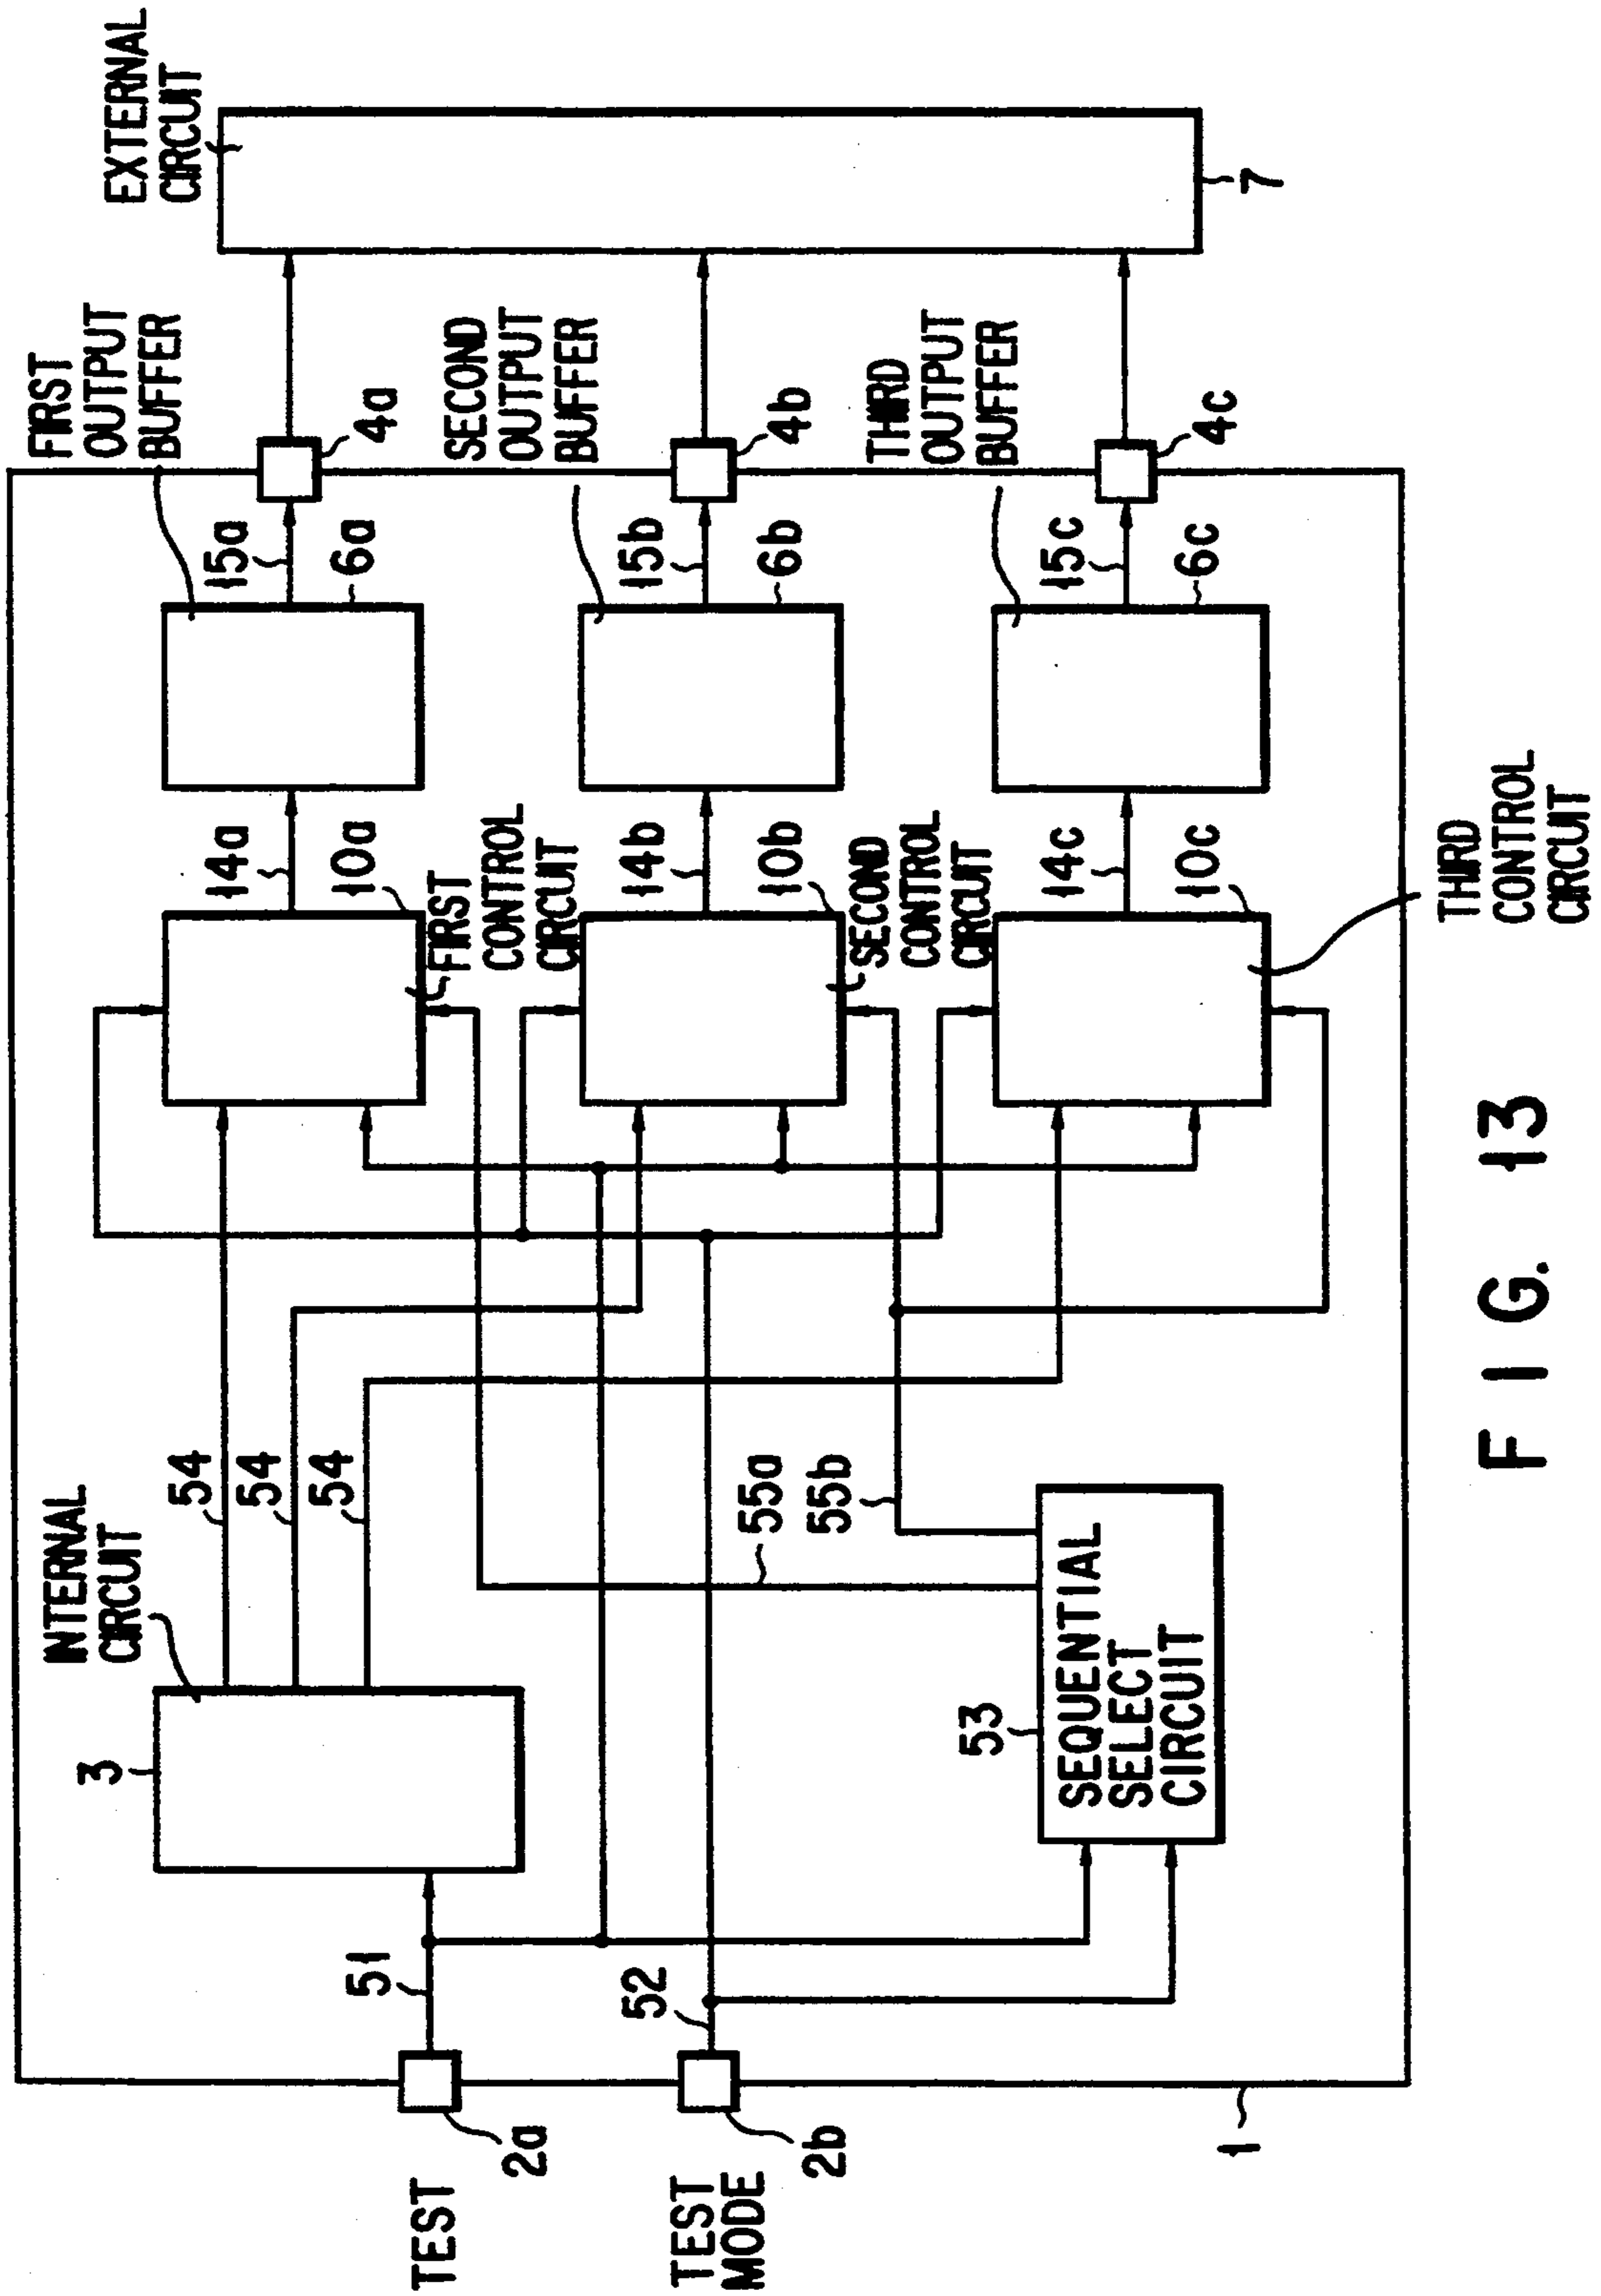 FIRST
OUTPUT
BUFFER
EXTERNAL
CIRCUIT
INTERNAL
CIRCUIT
3
54
54
54
14a
15a
10a
6a
4a
FIRST
CONTROL
CIRCUIT
SECOND
OUTPUT
BUFFER
TEST
2a
51
14b
15b
10b
6b
4b
SECOND
CONTROL
CIRCUIT
THIRD
OUTPUT
BUFFER
TEST
MODE
2b
52
55a
55b
53
SEQUENTIAL
SELECT
CIRCUIT
14c
15c
10c
6c
4c
7
1
THIRD
CONTROL
CIRCUIT
FIG. 13